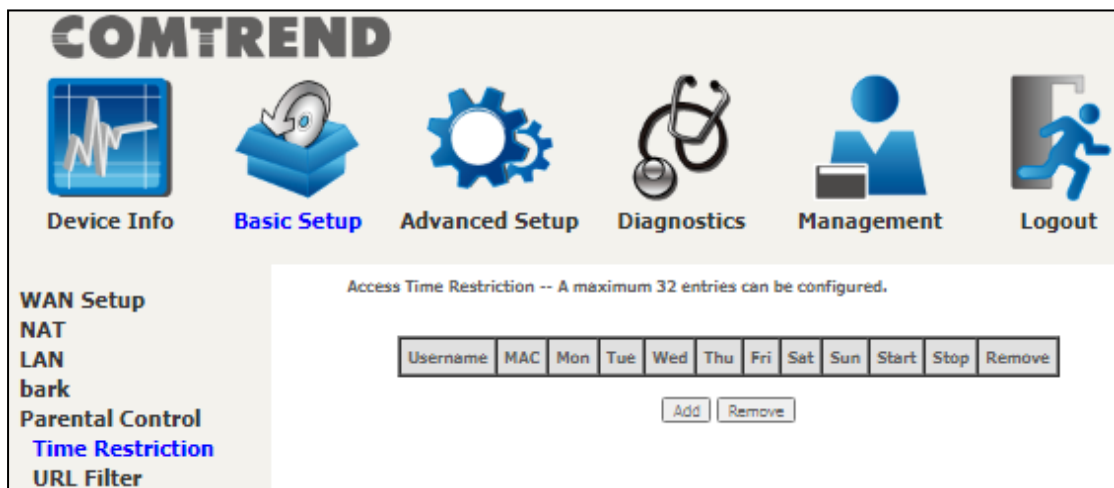 COMTREND
Device Info Basic Setup Advanced Setup Diagnostics Management Logout
WAN Setup
NAT
LAN
bark
Parental Control
Time Restriction
URL Filter
Access Time Restriction -- A maximum 32 entries can be configured.
Username MAC Mon Tue Wed Thu Fri Sat Sun Start Stop Remove
Add Remove